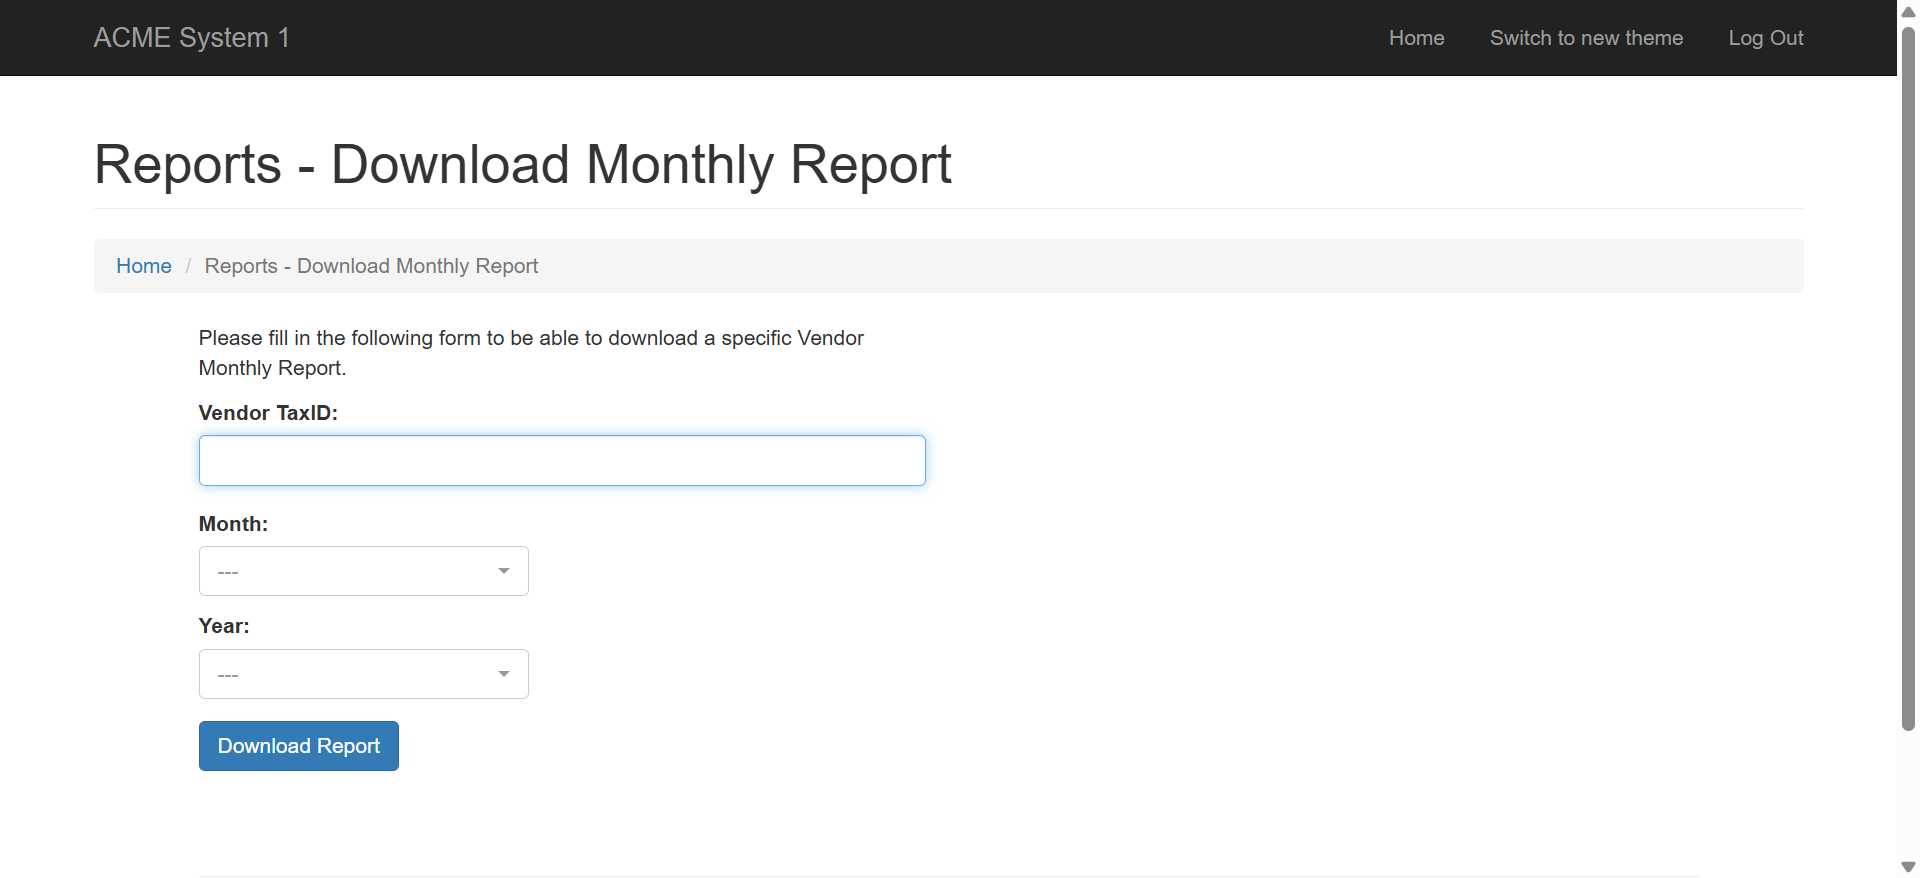 ACME System 1
Home
Switch to new theme
Log Out
Reports - Download Monthly Report
Home / Reports - Download Monthly Report
Please fill in the following form to be able to download a specific Vendor
Monthly Report.
Vendor TaxID:
Month:
---
Year:
---
Download Report